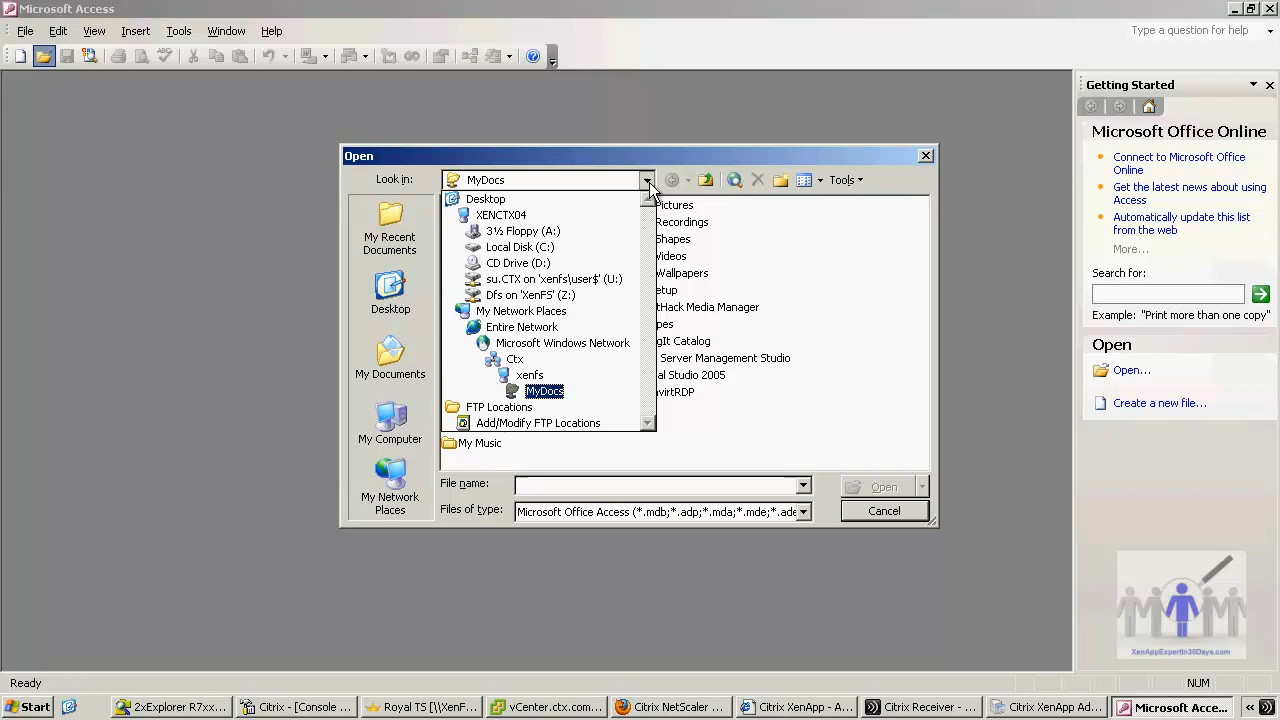 Microsoft Access
File Edit View Insert Tools Window Help
Type a question for help
Getting Started
Microsoft Office Online
Connect to Microsoft Office Online
Get the latest news about using Access
Automatically update this list from the web
More...
Search for:
Example: "Print more than one copy"
Open
Open...
Create a new file...
XenAppExpertIn30Days.com
Open
Look in:
MyDocs
Tools
My Recent Documents
Desktop
My Documents
My Computer
My Network Places
Desktop
XENCTX04
3½ Floppy (A:)
Local Disk (C:)
CD Drive (D:)
su.CTX on 'xenfs\user$' (U:)
Dfs on 'XenFS' (Z:)
My Network Places
Entire Network
Microsoft Windows Network
Ctx
xenfs
MyDocs
FTP Locations
Add/Modify FTP Locations
My Music
Pictures
Recordings
Shapes
Videos
Wallpapers
etup
tHack Media Manager
pes
gIt Catalog
Server Management Studio
al Studio 2005
virtRDP
File name:
Open
Files of type:
Microsoft Office Access (*.mdb;*.adp;*.mda;*.mde;*.ade
Cancel
Ready
NUM
Start
2xExplorer R7xx...
Citrix - [Console ...
Royal TS [\\XenF...
vCenter.ctx.com...
Citrix NetScaler ...
Citrix XenApp - A...
Citrix Receiver - ...
Citrix XenApp Ad...
Microsoft Acce...